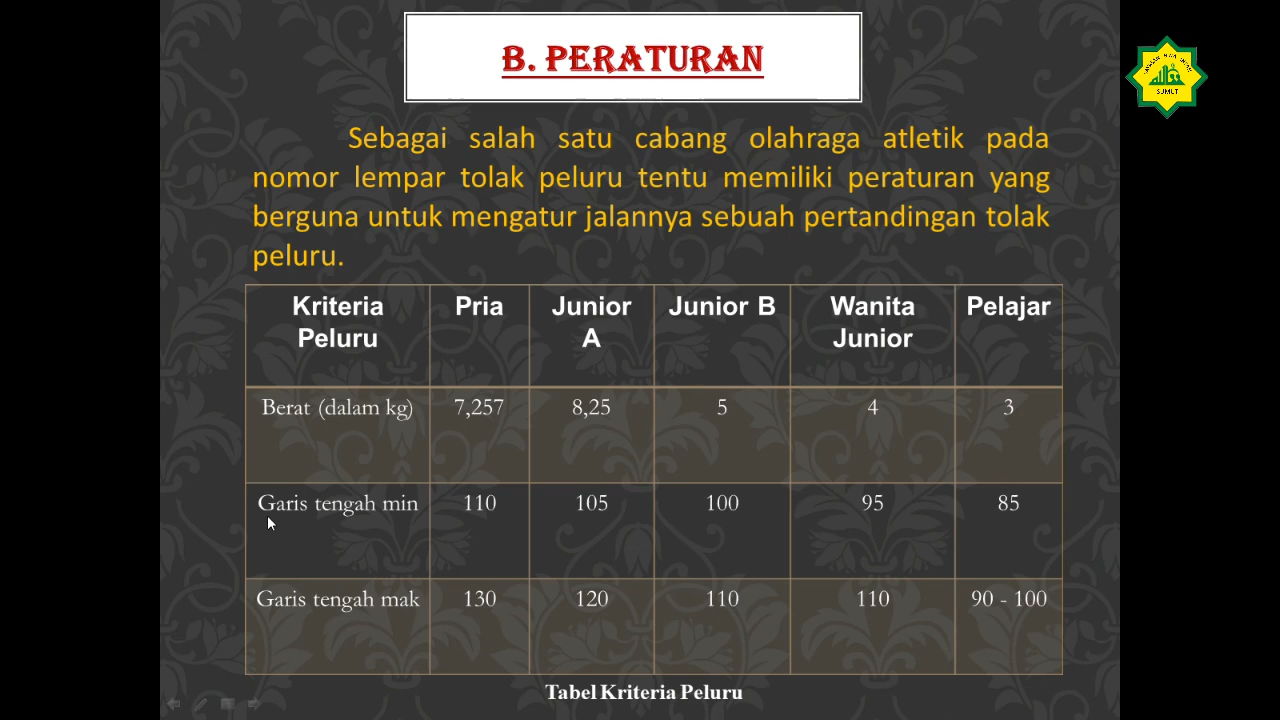 B. PERATURAN
Sebagai salah satu cabang olahraga atletik pada
nomor lempar tolak peluru tentu memiliki peraturan yang
berguna untuk mengatur jalannya sebuah pertandingan tolak
peluru.
Kriteria Peluru Pria Junior A Junior B Wanita Junior Pelajar
Berat (dalam kg) 7,257 8,25 5 4 3
Garis tengah min 110 105 100 95 85
Garis tengah mak 130 120 110 110 90 - 100
Tabel Kriteria Peluru
SUMUT